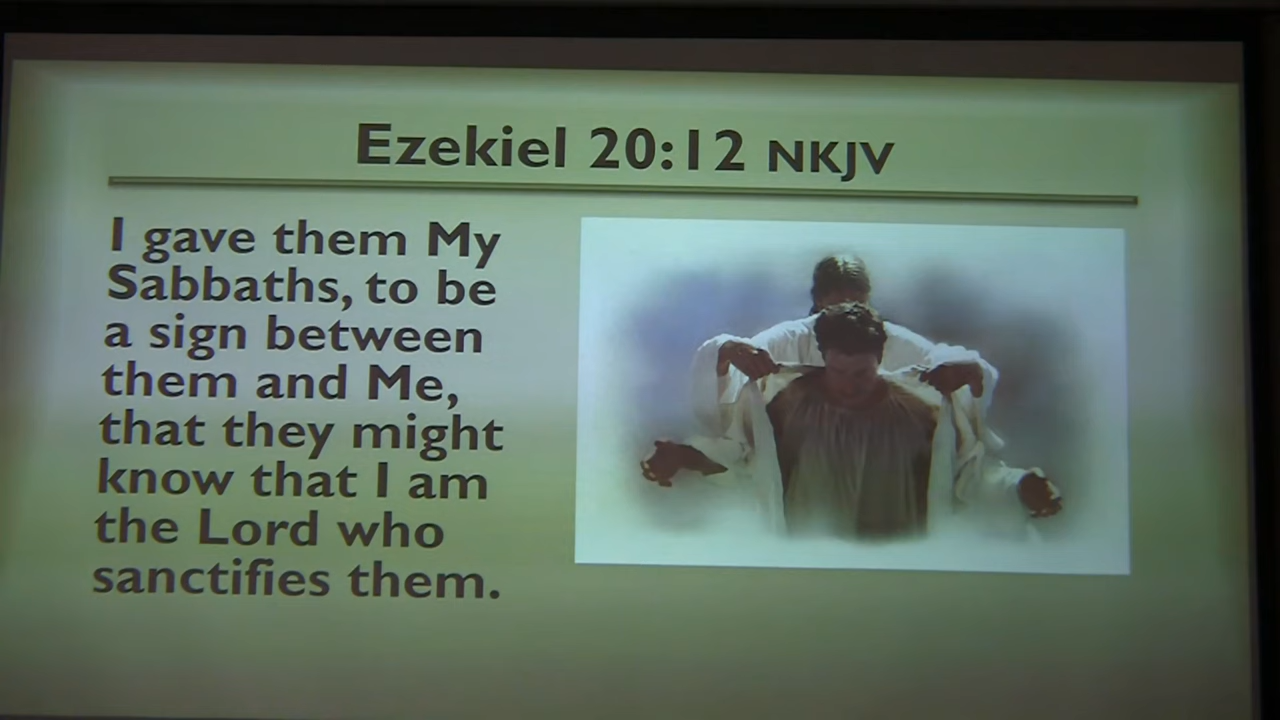 Ezekiel 20:12 NKJV
I gave them My
Sabbaths, to be
a sign between
them and Me,
that they might
know that I am
the Lord who
sanctifies them.